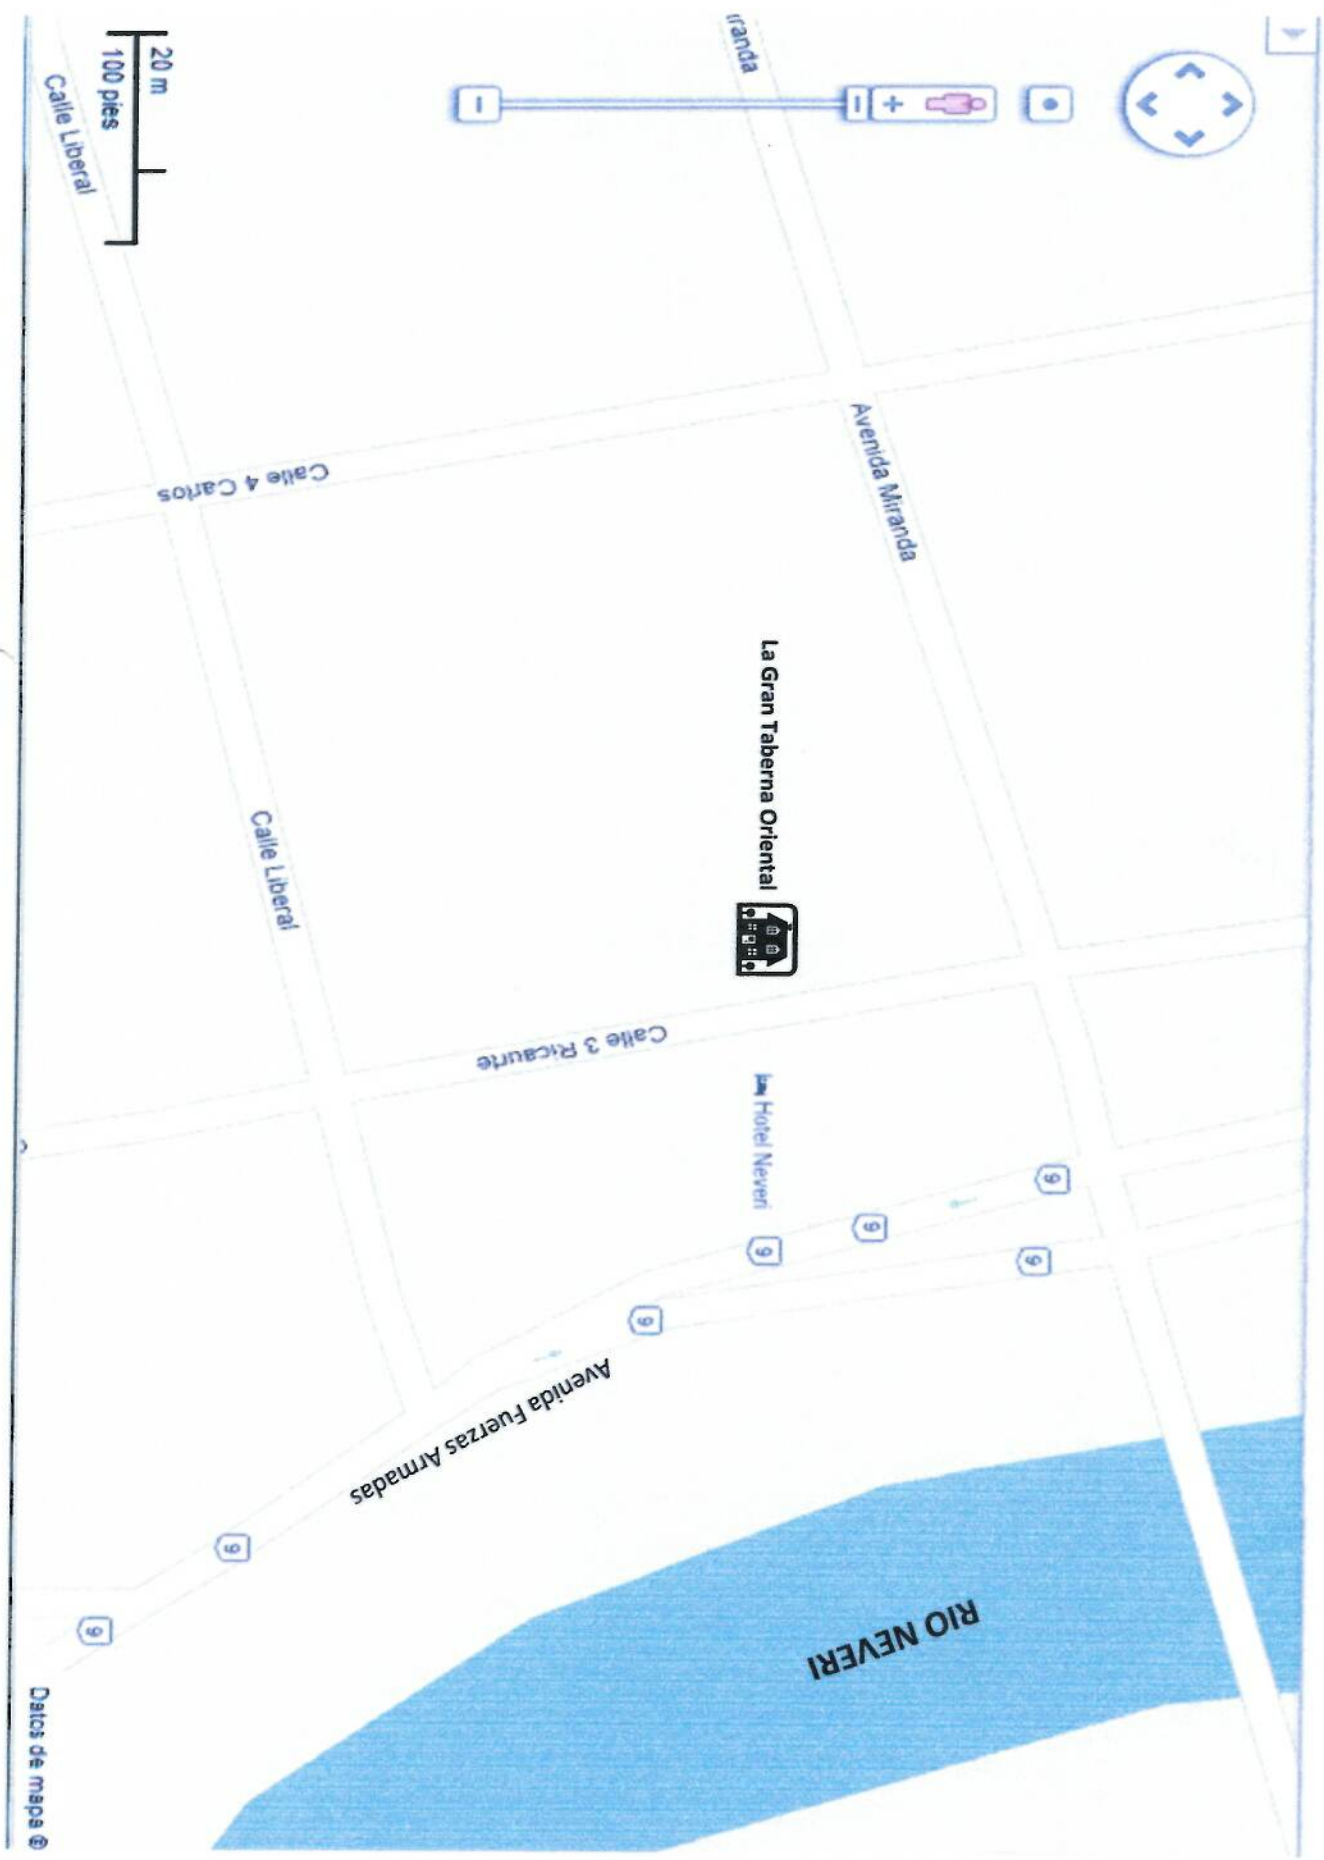 9
9
RIO NEVERI
Avenida Miranda
9
La Gran Taberna Oriental
Hotel Neveri
9
iranda
9
Calle 3 Ricaurte
Avenida Fuerzas Armadas
Calle Liberal
Calle 4 Carlos
9
20 m
100 pies
9
Calle Liberal
Datos de mapa ©